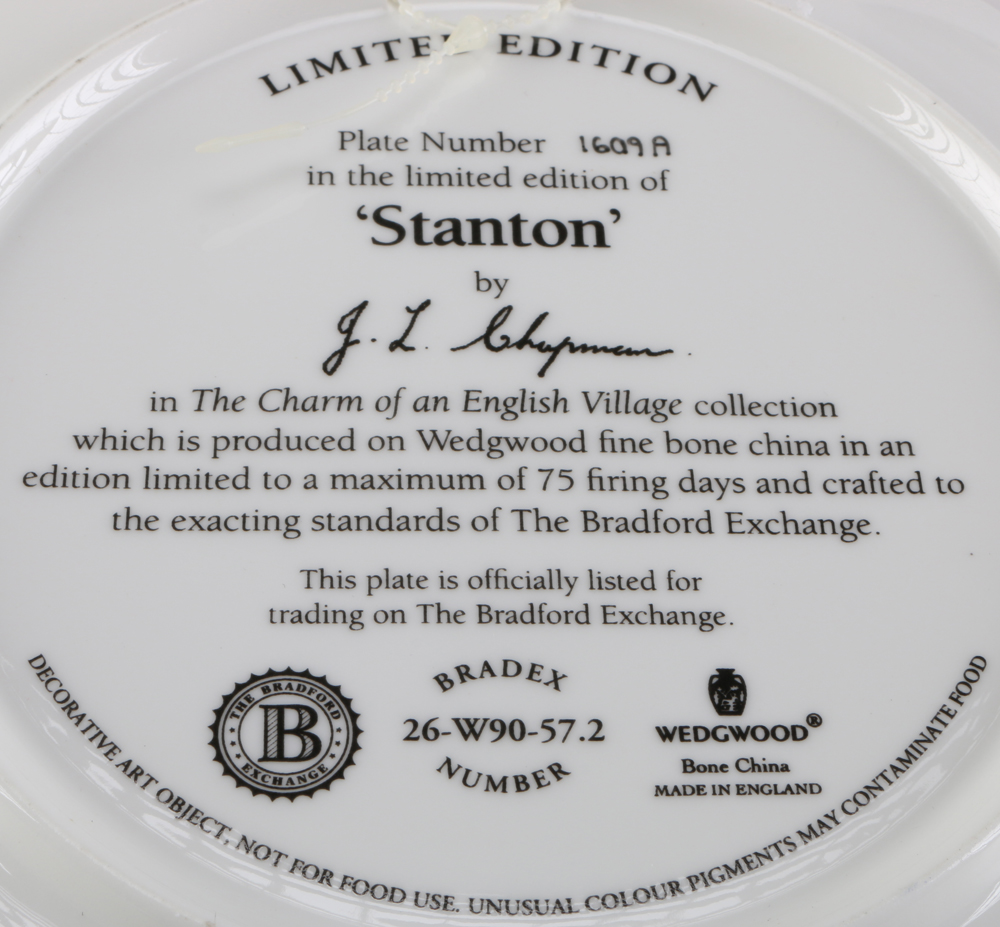 LIMITED EDITION
Plate Number 1609A
in the limited edition of
‘Stanton’
by
J. L. Chapman.
in The Charm of an English Village collection
which is produced on Wedgwood fine bone china in an
edition limited to a maximum of 75 firing days and crafted to
the exacting standards of The Bradford Exchange.
This plate is officially listed for
trading on The Bradford Exchange.
THE BRADFORD
B
EXCHANGE
BRADEX
26-W90-57.2
NUMBER
WEDGWOOD®
Bone China
MADE IN ENGLAND
DECORATIVE ART OBJECT, NOT FOR FOOD USE. UNUSUAL COLOUR PIGMENTS MAY CONTAMINATE FOOD